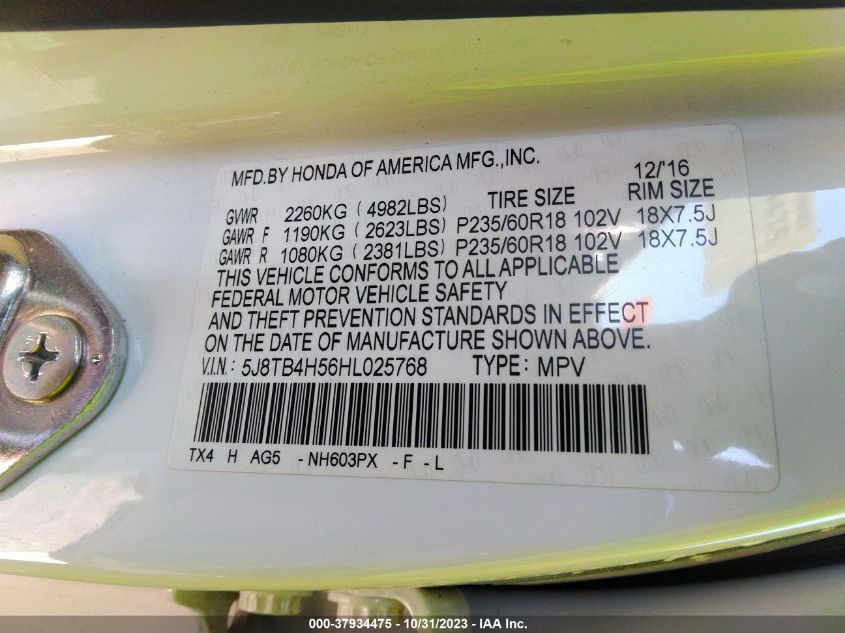 MFD.BY HONDA OF AMERICA MFG.,INC. 12/'16
GVWR 2260KG (4982LBS) TIRE SIZE RIM SIZE
GAWR F 1190KG (2623LBS) P235/60R18 102V 18X7.5J
GAWR R 1080KG (2381LBS) P235/60R18 102V 18X7.5J
THIS VEHICLE CONFORMS TO ALL APPLICABLE
FEDERAL MOTOR VEHICLE SAFETY
AND THEFT PREVENTION STANDARDS IN EFFECT
ON THE DATE OF MANUFACTURE SHOWN ABOVE.
V.I.N.: 5J8TB4H56HL025768 TYPE: MPV
TX4 H AG5 -NH603PX -F -L
000-37934475 - 10/31/2023 - IAA Inc.